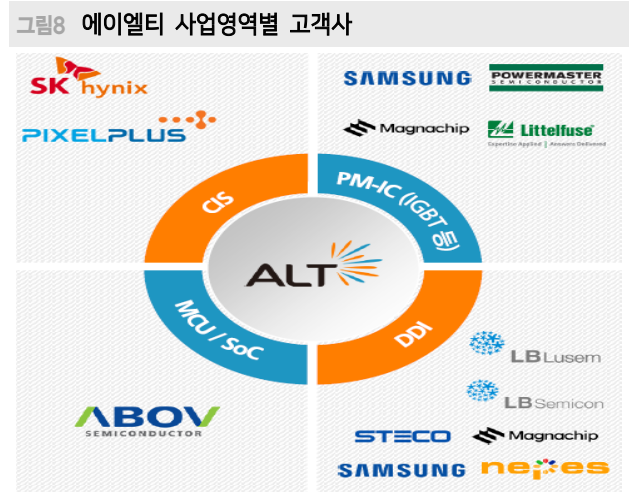 그림8 에이엘티 사업영역별 고객사
SK hynix
PIXELPLUS
SAMSUNG
POWERMASTER
SEMICONDUCTOR
Magnachip
Littelfuse®
Expertise Applied | Answers Delivered
CIS
PM-IC (IGBT 등)
ALT
MCU / SoC
DDI
ABOV
SEMICONDUCTOR
LB Lusem
LB Semicon
STECO
Magnachip
SAMSUNG
nepes